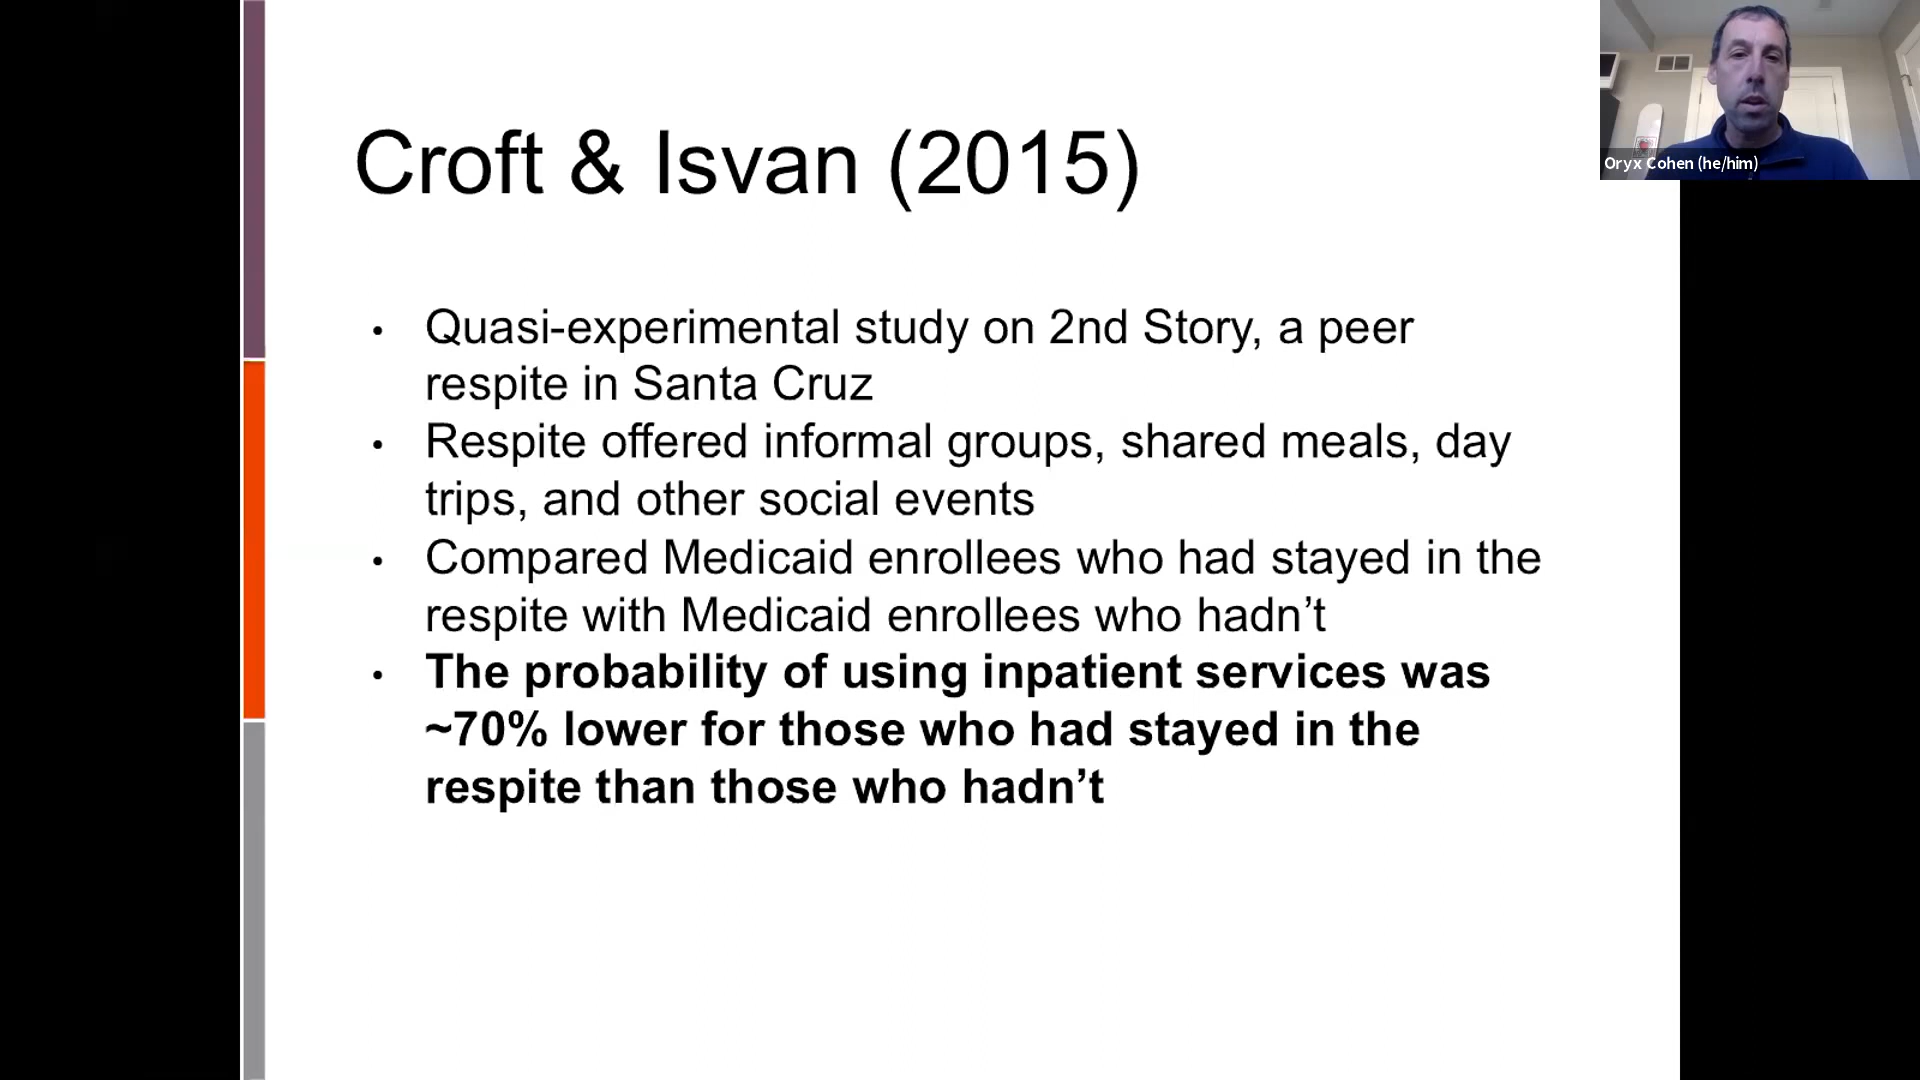 Croft & Isvan (2015)
Oryx Cohen (he/him)
• Quasi-experimental study on 2nd Story, a peer
respite in Santa Cruz
• Respite offered informal groups, shared meals, day
trips, and other social events
• Compared Medicaid enrollees who had stayed in the
respite with Medicaid enrollees who hadn’t
• The probability of using inpatient services was
~70% lower for those who had stayed in the
respite than those who hadn’t